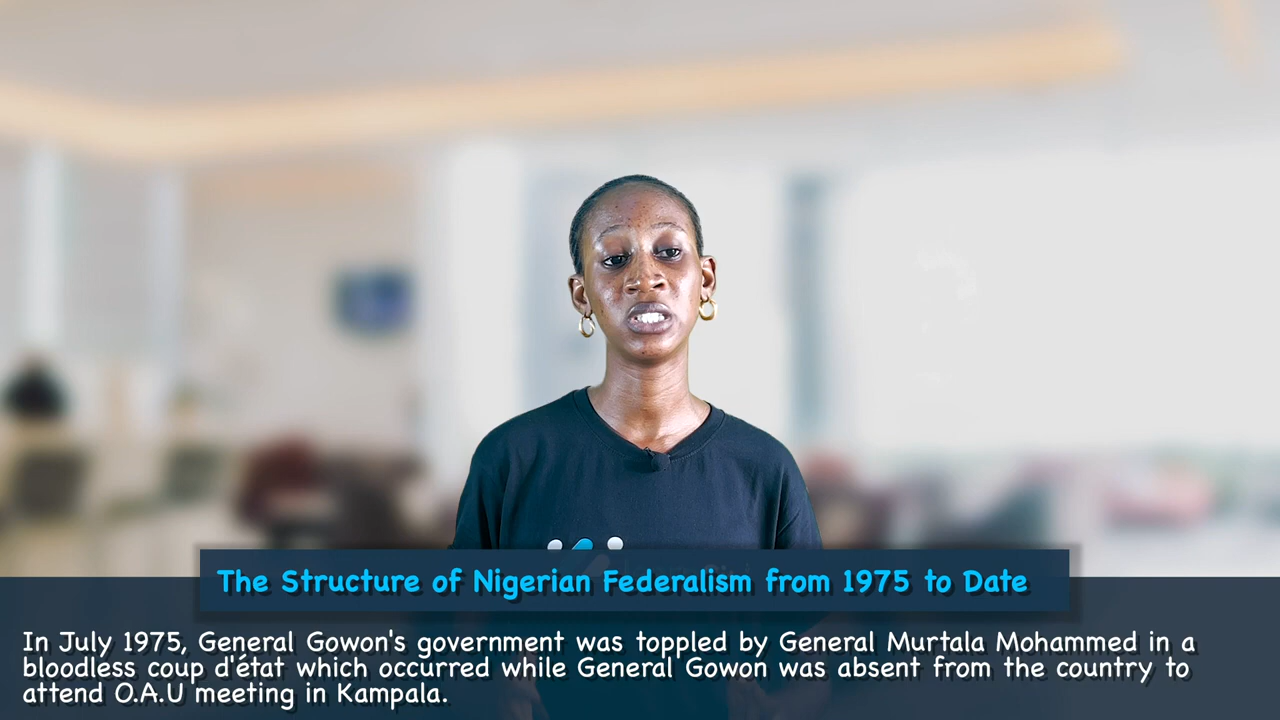 The Structure of Nigerian Federalism from 1975 to Date
In July 1975, General Gowon's government was toppled by General Murtala Mohammed in a
bloodless coup d'état which occurred while General Gowon was absent from the country to
attend O.A.U meeting in Kampala.